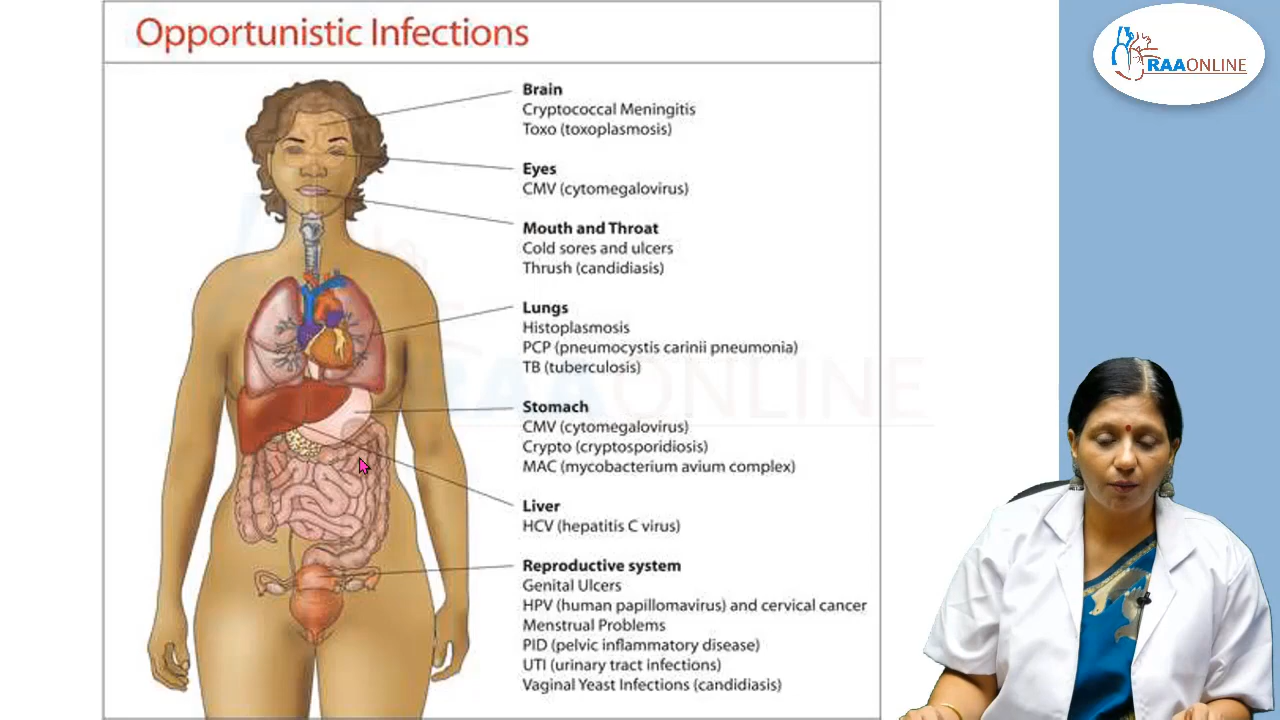 Opportunistic Infections
RAAONLINE
Brain
Cryptococcal Meningitis
Toxo (toxoplasmosis)
Eyes
CMV (cytomegalovirus)
Mouth and Throat
Cold sores and ulcers
Thrush (candidiasis)
Lungs
Histoplasmosis
PCP (pneumocystis carinii pneumonia)
TB (tuberculosis)
RAAONLINE
Stomach
CMV (cytomegalovirus)
Crypto (cryptosporidiosis)
MAC (mycobacterium avium complex)
Liver
HCV (hepatitis C virus)
Reproductive system
Genital Ulcers
HPV (human papillomavirus) and cervical cancer
Menstrual Problems
PID (pelvic inflammatory disease)
UTI (urinary tract infections)
Vaginal Yeast Infections (candidiasis)